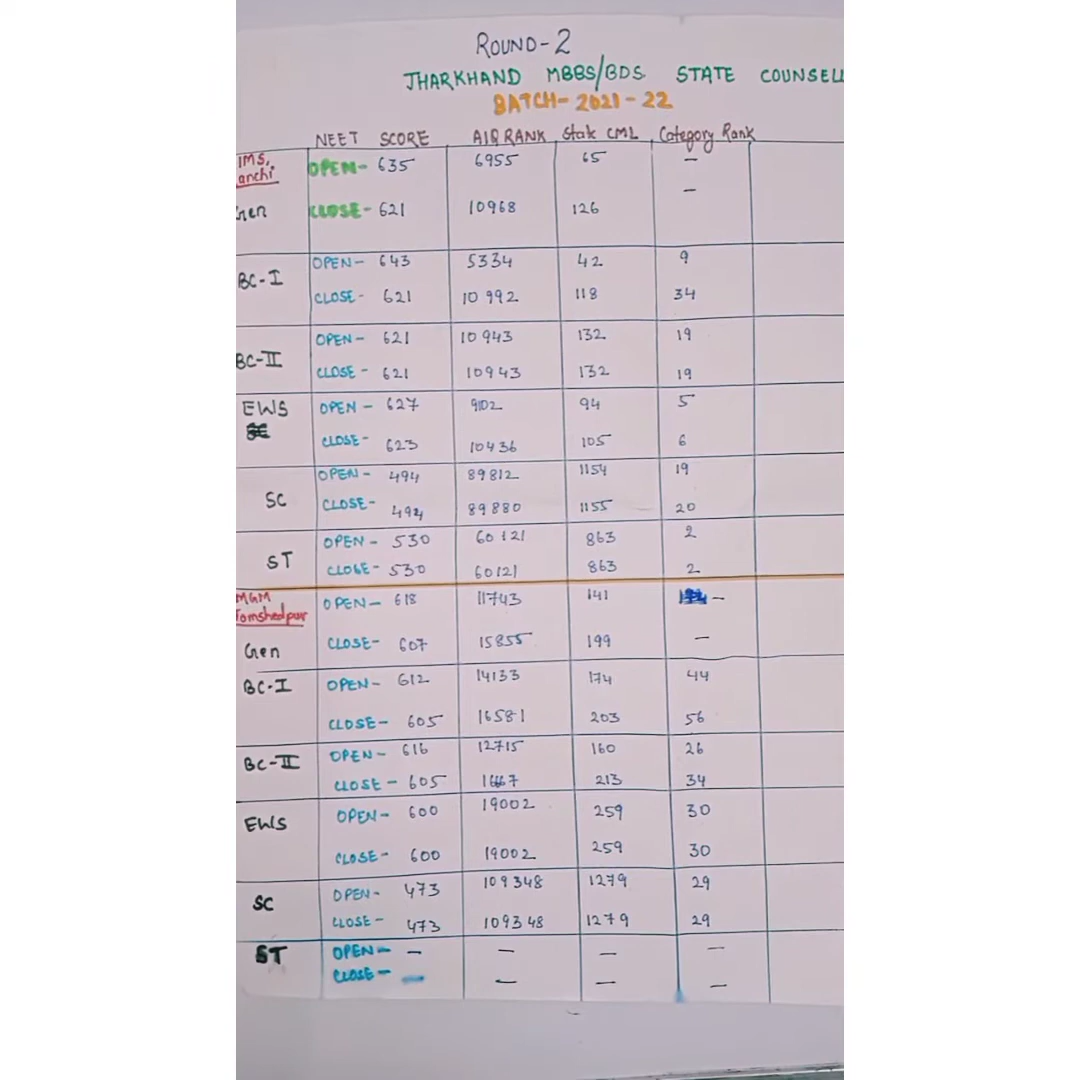 ROUND-2
JHARKHAND MBBS/BDS STATE COUNSELL
BATCH-2021-22
NEET SCORE AIQ RANK State CML Category Rank
IMS, OPEN- 635 6955 65 -
anchi -
Gen CLOSE- 621 10968 126
BC-I OPEN- 643 5334 42 9
CLOSE- 621 10992 118 34
BC-II OPEN- 621 10943 132 19
CLOSE- 621 10943 132 19
EWS OPEN- 627 9102 94 5
CLOSE- 623 10436 105 6
SC OPEN- 494 89812 1154 19
CLOSE- 494 89880 1155 20
ST OPEN- 530 60121 863 2
CLOSE- 530 60121 863 2
MGM OPEN- 618 11743 141 -
Jamshedpur
Gen CLOSE- 607 15855 199 -
BC-I OPEN- 612 14133 174 44
CLOSE- 605 16581 203 56
BC-II OPEN- 616 12715 160 26
CLOSE- 605 213 34
EWS OPEN- 600 19002 259 30
CLOSE- 600 19002 259 30
SC OPEN- 473 109348 1279 29
CLOSE- 473 109348 1279 29
ST OPEN- - - - -
CLOSE- - - - -